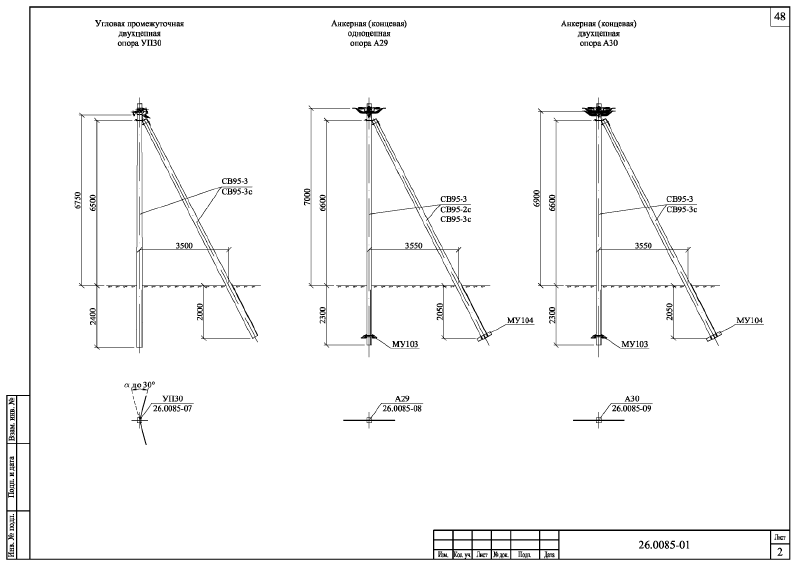 48
Угловая промежуточная
двухцепная
опора УП30
Анкерная (концевая)
одноцепная
опора А29
Анкерная (концевая)
двухцепная
опора А30
6750
6500
СВ95-3
СВ95-3с
3500
2400
2000
7000
6600
СВ95-3
СВ95-2с
СВ95-3с
3550
2300
2050
МУ104
МУ103
6900
6600
СВ95-3
СВ95-3с
3550
2300
2050
МУ104
МУ103
α до 30°
УП30
26.0085-07
А29
26.0085-08
А30
26.0085-09
Взам. инв. №
Подп. и дата
Инв. № подл.
Изм. Кол. уч. Лист № док. Подп. Дата
26.0085-01
Лист
2